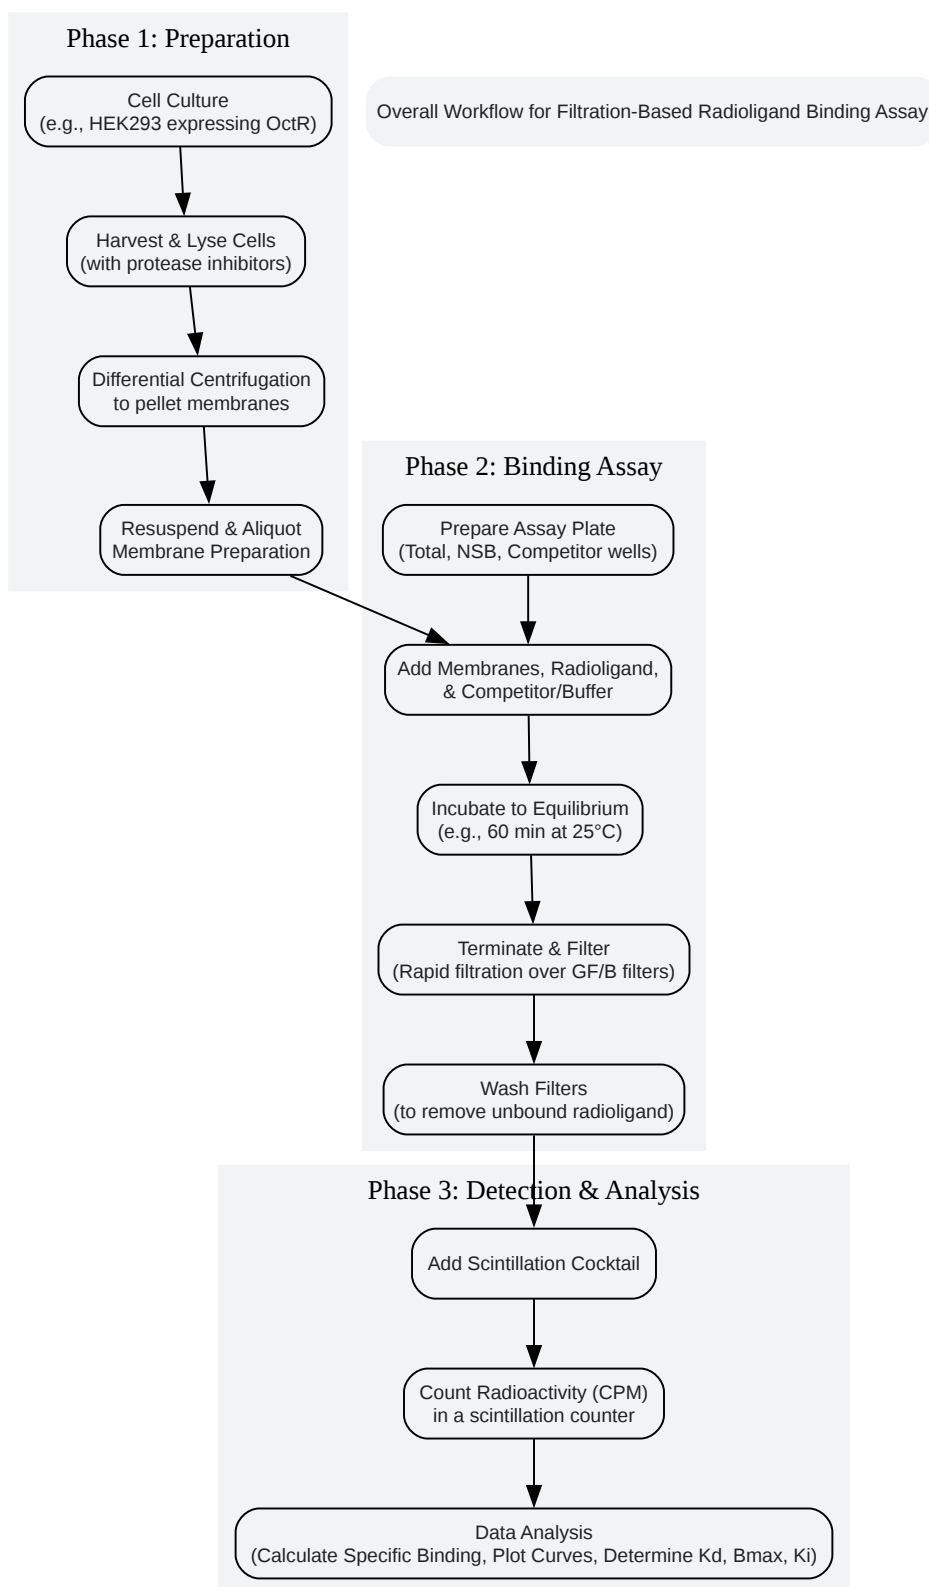 Phase 1: Preparation
Cell Culture
(e.g., HEK293 expressing OctR)
Overall Workflow for Filtration-Based Radioligand Binding Assay
Harvest & Lyse Cells
(with protease inhibitors)
Differential Centrifugation
to pellet membranes
Resuspend & Aliquot
Membrane Preparation
Phase 2: Binding Assay
Prepare Assay Plate
(Total, NSB, Competitor wells)
Add Membranes, Radioligand,
& Competitor/Buffer
Incubate to Equilibrium
(e.g., 60 min at 25°C)
Terminate & Filter
(Rapid filtration over GF/B filters)
Wash Filters
(to remove unbound radioligand)
Phase 3: Detection & Analysis
Add Scintillation Cocktail
Count Radioactivity (CPM)
in a scintillation counter
Data Analysis
(Calculate Specific Binding, Plot Curves, Determine Kd, Bmax, Ki)